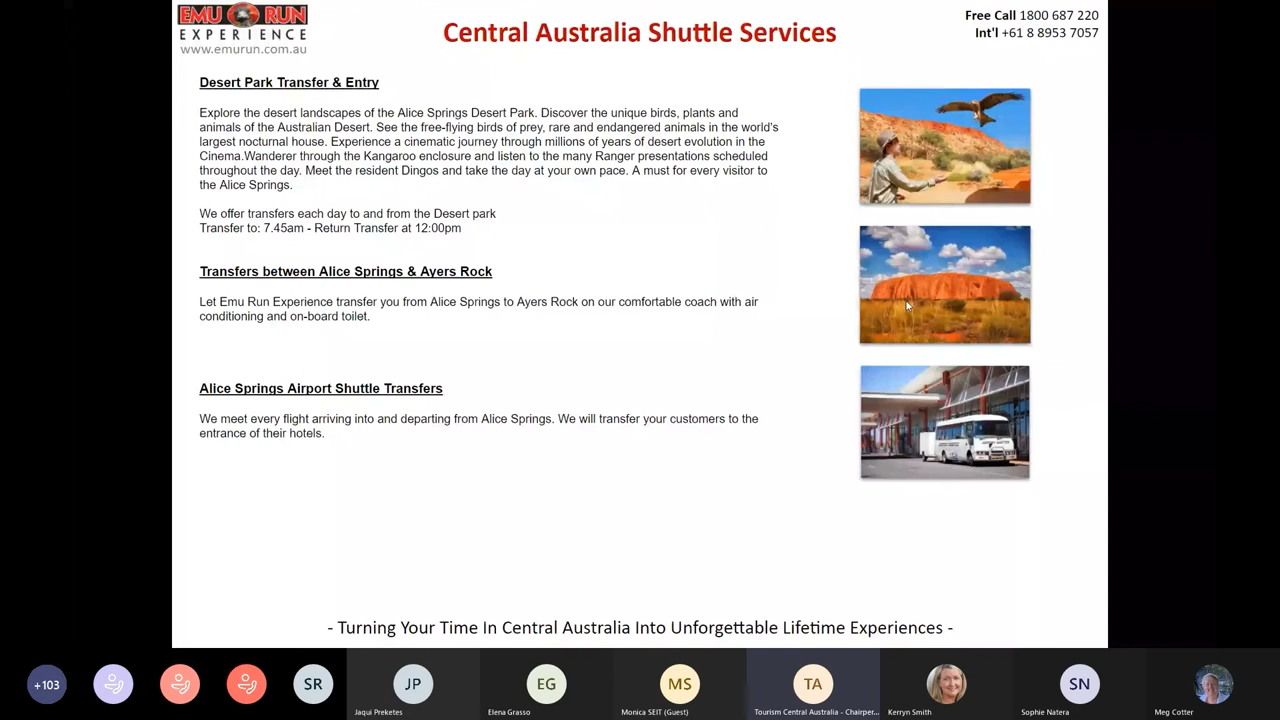 EMU RUN
EXPERIENCE
www.emurun.com.au
Central Australia Shuttle Services
Free Call 1800 687 220
Int'l +61 8 8953 7057
Desert Park Transfer & Entry
Explore the desert landscapes of the Alice Springs Desert Park. Discover the unique birds, plants and
animals of the Australian Desert. See the free-flying birds of prey, rare and endangered animals in the world's
largest nocturnal house. Experience a cinematic journey through millions of years of desert evolution in the
Cinema.Wanderer through the Kangaroo enclosure and listen to the many Ranger presentations scheduled
throughout the day. Meet the resident Dingos and take the day at your own pace. A must for every visitor to
the Alice Springs.
We offer transfers each day to and from the Desert park
Transfer to: 7.45am - Return Transfer at 12:00pm
Transfers between Alice Springs & Ayers Rock
Let Emu Run Experience transfer you from Alice Springs to Ayers Rock on our comfortable coach with air
conditioning and on-board toilet.
Alice Springs Airport Shuttle Transfers
We meet every flight arriving into and departing from Alice Springs. We will transfer your customers to the
entrance of their hotels.
- Turning Your Time In Central Australia Into Unforgettable Lifetime Experiences -
+103
SR
JP
EG
MS
TA
SN
Jaqui Preketes
Elena Grasso
Monica SEIT (Guest)
Tourism Central Australia - Chairper...
Kerryn Smith
Sophie Natera
Meg Cotter